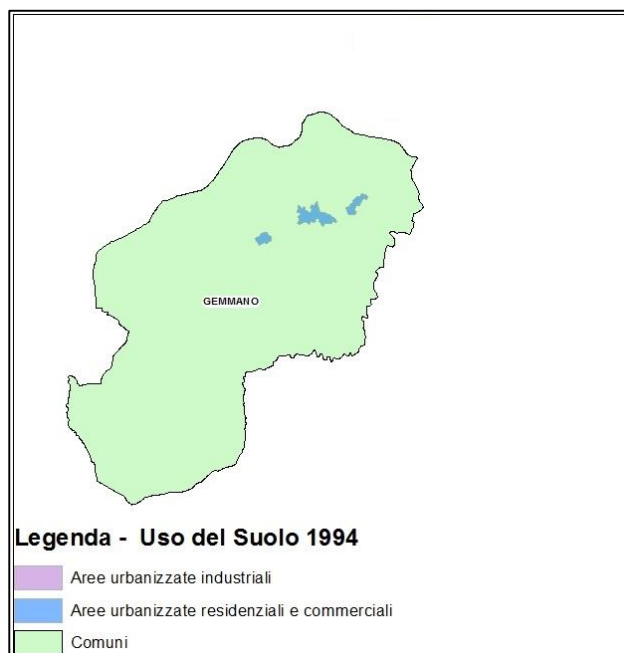 GEMMANO
Legenda - Uso del Suolo 1994
Aree urbanizzate industriali
Aree urbanizzate residenziali e commerciali
Comuni